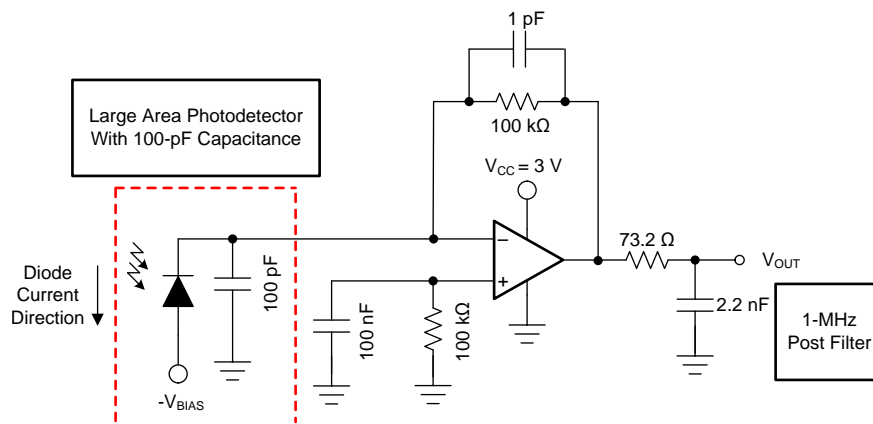 1 pF
Large Area Photodetector
With 100-pF Capacitance
100 kΩ
V_CC = 3 V
73.2 Ω
V_OUT
Diode
Current
Direction
100 pF
−
+
100 nF
100 kΩ
2.2 nF
1-MHz
Post Filter
-V_BIAS